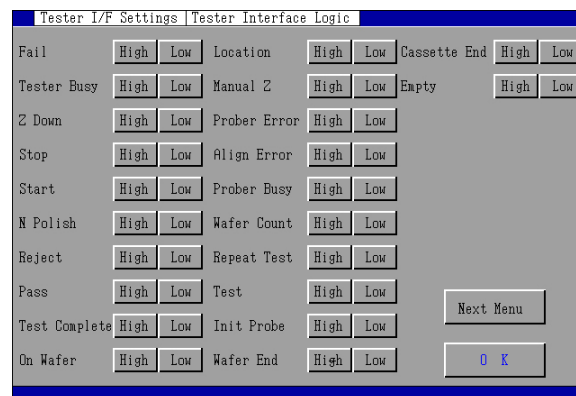 Tester I/F Settings Tester Interface Logic
Fail High Low Location High Low Cassette End High Low
Tester Busy High Low Manual Z High Low Empty High Low
Z Down High Low Prober Error High Low
Stop High Low Align Error High Low
Start High Low Prober Busy High Low
N Polish High Low Wafer Count High Low
Reject High Low Repeat Test High Low
Pass High Low Test High Low
Next Menu
Test Complete High Low Init Probe High Low
On Wafer High Low Wafer End High Low
O K